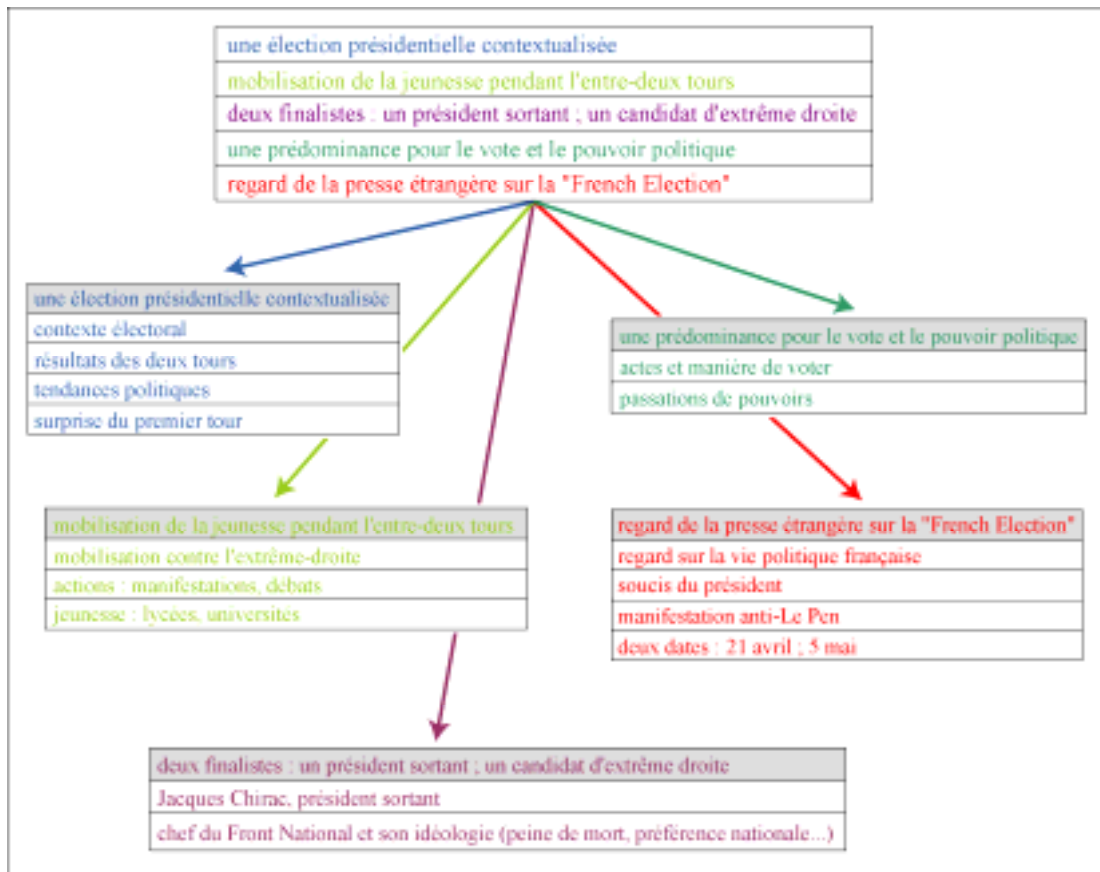 une élection présidentielle contextualisée
mobilisation de la jeunesse pendant l'entre-deux tours
deux finalistes : un président sortant ; un candidat d'extrême droite
une prédominance pour le vote et le pouvoir politique
regard de la presse étrangère sur la "French Election"
une élection présidentielle contextualisée
contexte électoral
résultats des deux tours
tendances politiques
surprise du premier tour
une prédominance pour le vote et le pouvoir politique
actes et manière de voter
passations de pouvoirs
mobilisation de la jeunesse pendant l'entre-deux tours
mobilisation contre l'extrême-droite
actions : manifestations, débats
jeunesse : lycées, universités
regard de la presse étrangère sur la "French Election"
regard sur la vie politique française
soucis du président
manifestation anti-Le Pen
deux dates : 21 avril ; 5 mai
deux finalistes : un président sortant ; un candidat d'extrême droite
Jacques Chirac, président sortant
chef du Front National et son idéologie (peine de mort, préférence nationale...)